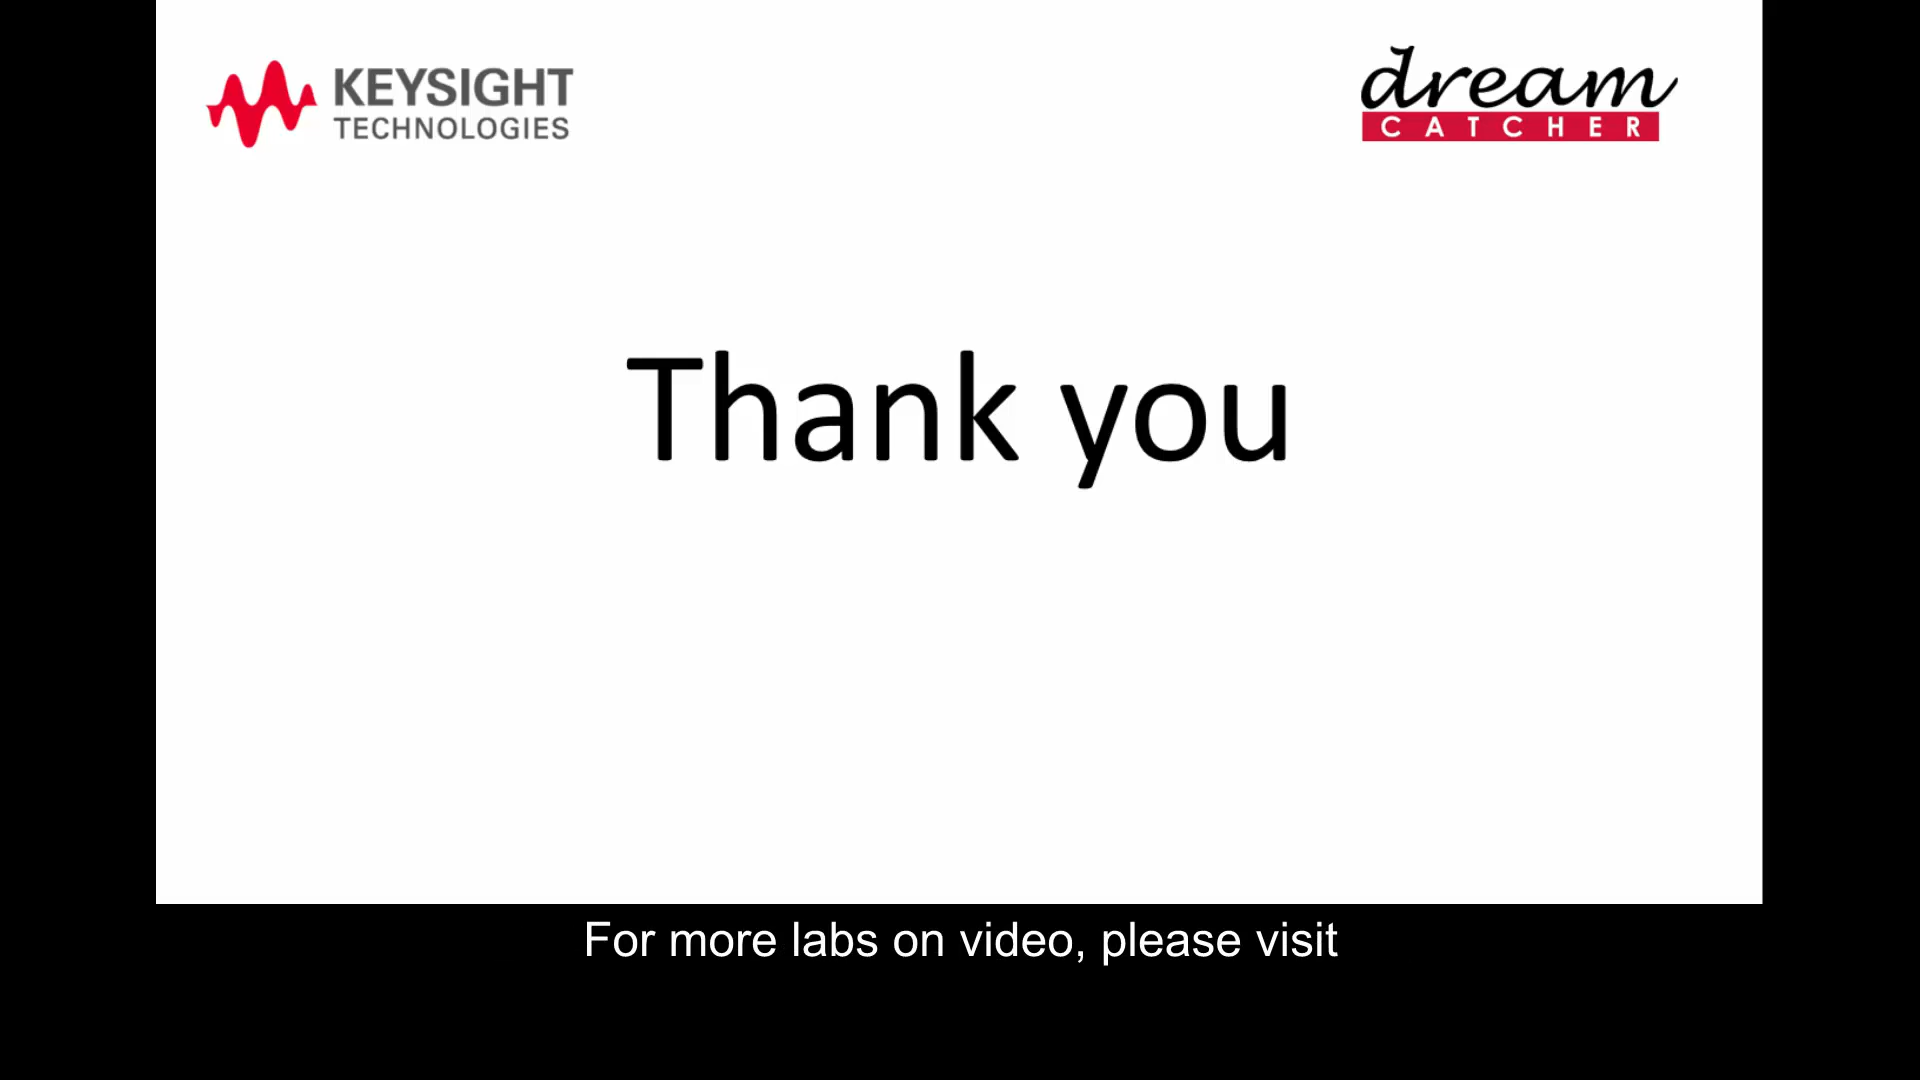 KEYSIGHT
TECHNOLOGIES
dream
CATCHER
Thank you
For more labs on video, please visit